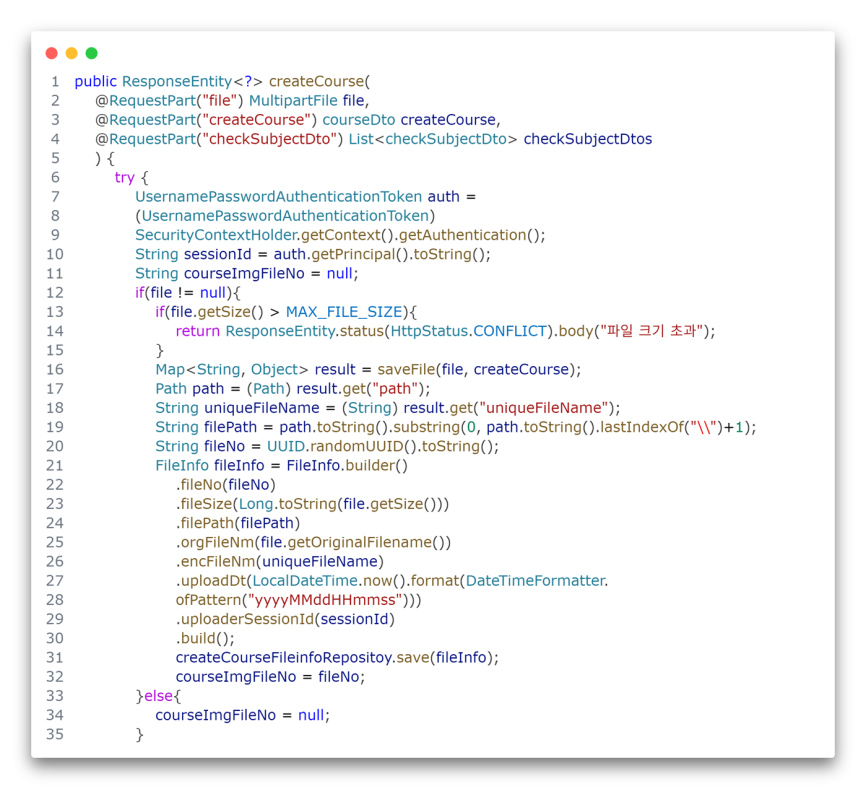 1 public ResponseEntity<?> createCourse(
2 @RequestPart("file") MultipartFile file,
3 @RequestPart("createCourse") courseDto createCourse,
4 @RequestPart("checkSubjectDto") List<checkSubjectDto> checkSubjectDtos
5 ) {
6 try {
7 UsernamePasswordAuthenticationToken auth =
8 (UsernamePasswordAuthenticationToken)
9 SecurityContextHolder.getContext().getAuthentication();
10 String sessionId = auth.getPrincipal().toString();
11 String courseImgFileNo = null;
12 if(file != null){
13 if(file.getSize() > MAX_FILE_SIZE){
14 return ResponseEntity.status(HttpStatus.CONFLICT).body("파일 크기 초과");
15 }
16 Map<String, Object> result = saveFile(file, createCourse);
17 Path path = (Path) result.get("path");
18 String uniqueFileName = (String) result.get("uniqueFileName");
19 String filePath = path.toString().substring(0, path.toString().lastIndexOf("\\")+1);
20 String fileNo = UUID.randomUUID().toString();
21 FileInfo fileInfo = FileInfo.builder()
22 .fileNo(fileNo)
23 .fileSize(Long.toString(file.getSize()))
24 .filePath(filePath)
25 .orgFileNm(file.getOriginalFilename())
26 .encFileNm(uniqueFileName)
27 .uploadDt(LocalDateTime.now().format(DateTimeFormatter.
28 ofPattern("yyyyMMddHHmmss")))
29 .uploaderSessionId(sessionId)
30 .build();
31 createCourseFileinfoRepositoy.save(fileInfo);
32 courseImgFileNo = fileNo;
33 }else{
34 courseImgFileNo = null;
35 }